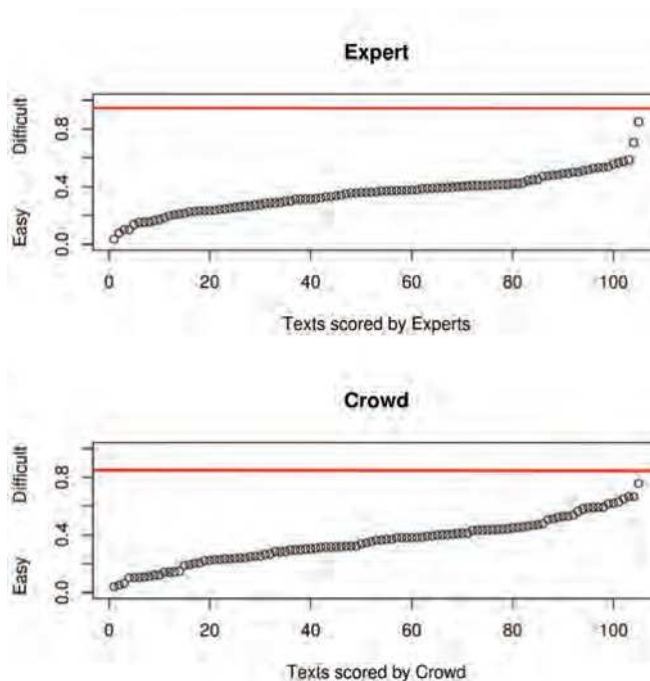 Expert
Difficult
0.8
0.4
Easy
0.0
0 20 40 60 80 100
Texts scored by Experts
Crowd
Difficult
0.8
0.4
Easy
0.0
0 20 40 60 80 100
Texts scored by Crowd